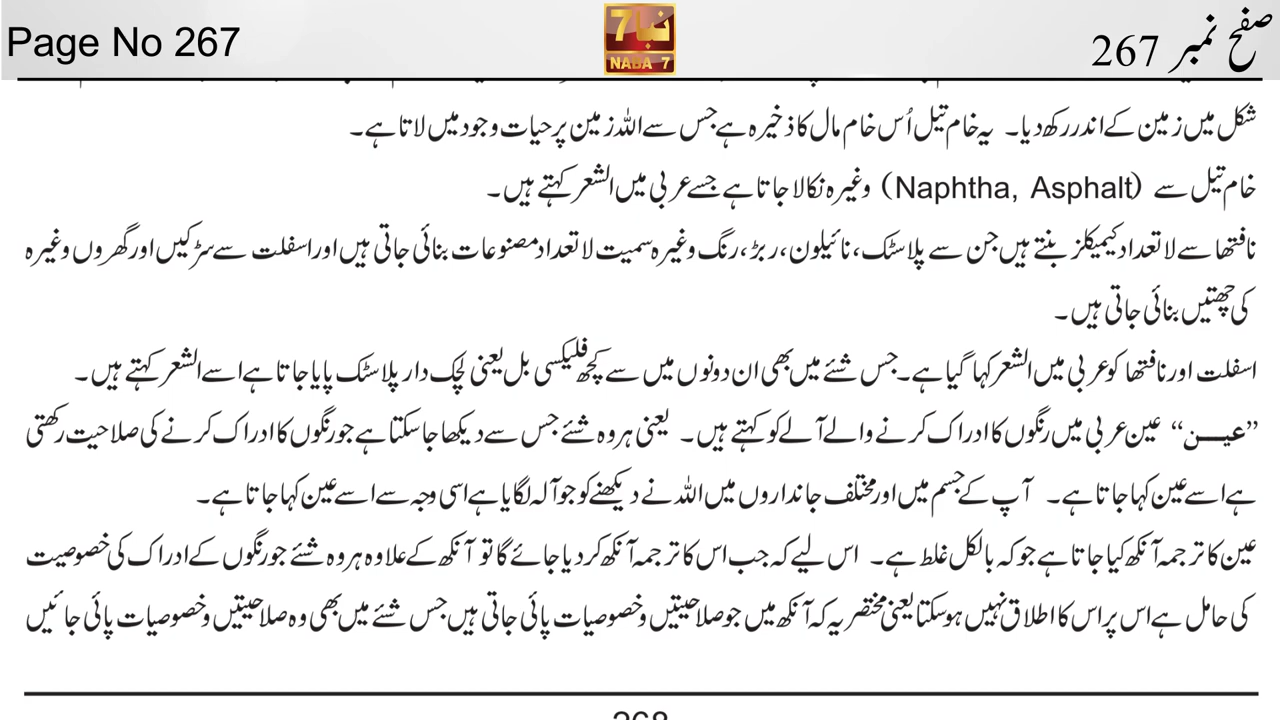 Page No 267
نبا 7
NABA 7
صفحہ نمبر 267
شکل میں زمین کے اندر رکھ دیا۔ یہ خام تیل اُس خام مال کا ذخیرہ ہے جس سے اللہ زمین پر حیات وجود میں لاتا ہے۔
خام تیل سے (Naphtha, Asphalt) وغیرہ نکالا جاتا ہے جسے عربی میں الشعر کہتے ہیں۔
نافتھا سے لا تعداد کیمیکلز بنتے ہیں جن سے پلاسٹک، نائیلون، ربڑ، رنگ وغیرہ سمیت لا تعداد مصنوعات بنائی جاتی ہیں اور اسفلت سے سڑکیں اور گھروں وغیرہ
کی چھتیں بنائی جاتی ہیں۔
اسفلت اور نافتھا کو عربی میں الشعر کہا گیا ہے۔ جس شئے میں بھی ان دونوں میں سے کچھ فلیکسی بل یعنی لچک دار پلاسٹک پایا جاتا ہے اسے الشعر کہتے ہیں۔
”عین“ عین عربی میں رنگوں کا ادراک کرنے والے آلے کو کہتے ہیں۔ یعنی ہر وہ شئے جس سے دیکھا جا سکتا ہے جو رنگوں کا ادراک کرنے کی صلاحیت رکھتی
ہے اسے عین کہا جاتا ہے۔ آپ کے جسم میں اور مختلف جانداروں میں اللہ نے دیکھنے کو جو آلہ لگایا ہے اسی وجہ سے اسے عین کہا جاتا ہے۔
عین کا ترجمہ آنکھ کیا جاتا ہے جو کہ بالکل غلط ہے۔ اس لیے کہ جب اس کا ترجمہ آنکھ کر دیا جائے گا تو آنکھ کے علاوہ ہر وہ شئے جو رنگوں کے ادراک کی خصوصیت
کی حامل ہے اس پر اس کا اطلاق نہیں ہو سکتا یعنی مختصر یہ کہ آنکھ میں جو صلاحیتیں و خصوصیات پائی جاتی ہیں جس شئے میں بھی وہ صلاحیتیں و خصوصیات پائی جائیں